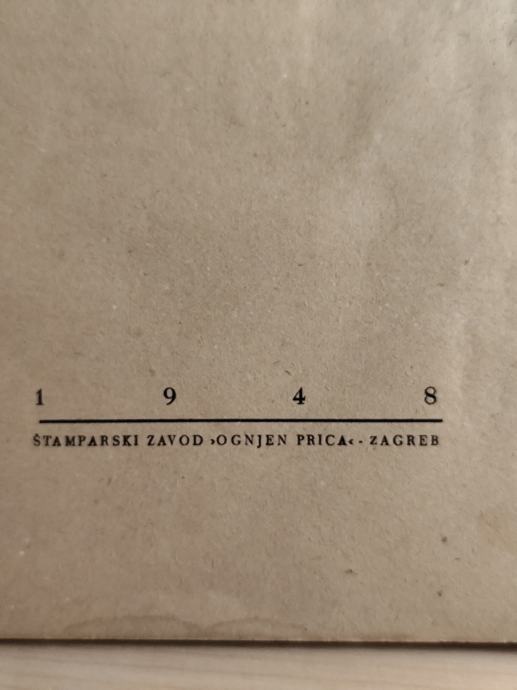 1 9 4 8
ŠTAMPARSKI ZAVOD ›OGNJEN PRICA‹ - ZAGREB